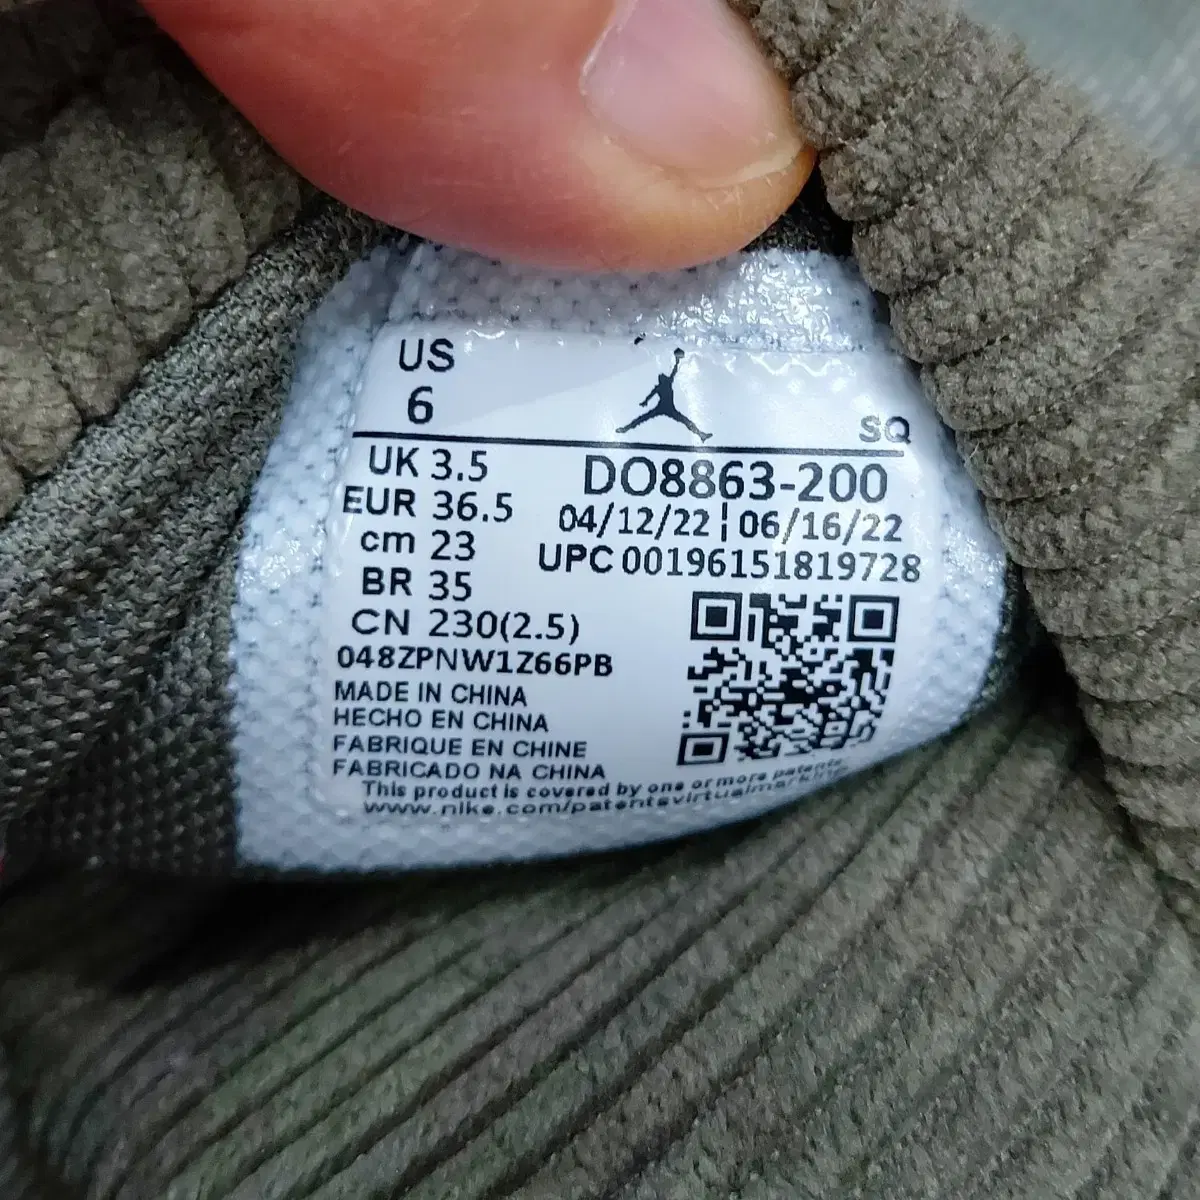 US
6
SQ
UK 3.5
EUR 36.5
cm 23
BR 35
CN 230(2.5)
DO8863-200
04/12/22 | 06/16/22
UPC 00196151819728
048ZPNW1Z66PB
MADE IN CHINA
HECHO EN CHINA
FABRIQUE EN CHINE
FABRICADO NA CHINA
This product is covered by one or more patents
www.nike.com/patentsvirtualmarking